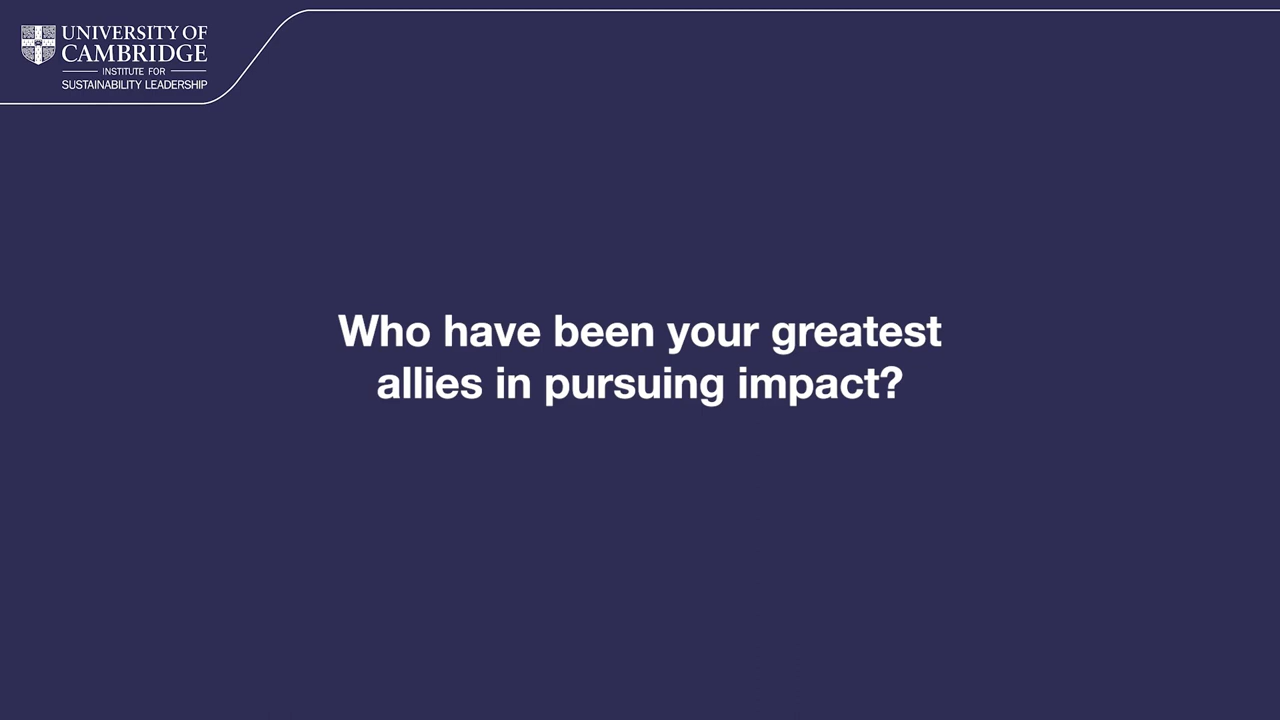 UNIVERSITY OF
CAMBRIDGE
INSTITUTE FOR
SUSTAINABILITY LEADERSHIP
Who have been your greatest
allies in pursuing impact?